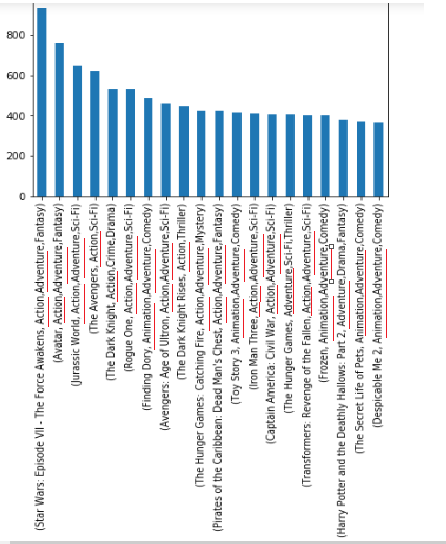 800
600
400
200
0
(Star Wars: Episode VII - The Force Awakens, Action,Adventure,Fantasy)
(Avatar, Action,Adventure,Fantasy)
(Jurassic World, Action,Adventure,Sci-Fi)
(The Avengers, Action,Sci-Fi)
(The Dark Knight, Action,Crime,Drama)
(Rogue One, Action,Adventure,Sci-Fi)
(Finding Dory, Animation,Adventure,Comedy)
(Avengers: Age of Ultron, Action,Adventure,Sci-Fi)
(The Dark Knight Rises, Action,Thriller)
(The Hunger Games: Catching Fire, Action,Adventure,Mystery)
(Pirates of the Caribbean: Dead Man's Chest, Action,Adventure,Fantasy)
(Toy Story 3, Animation,Adventure,Comedy)
(Iron Man Three, Action,Adventure,Sci-Fi)
(Captain America: Civil War, Action,Adventure,Sci-Fi)
(The Hunger Games, Adventure,Sci-Fi,Thriller)
(Transformers: Revenge of the Fallen, Action,Adventure,Sci-Fi)
(Frozen, Animation,Adventure,Comedy)
(Harry Potter and the Deathly Hallows: Part 2, Adventure,Drama,Fantasy)
(The Secret Life of Pets, Animation,Adventure,Comedy)
(Despicable Me 2, Animation,Adventure,Comedy)